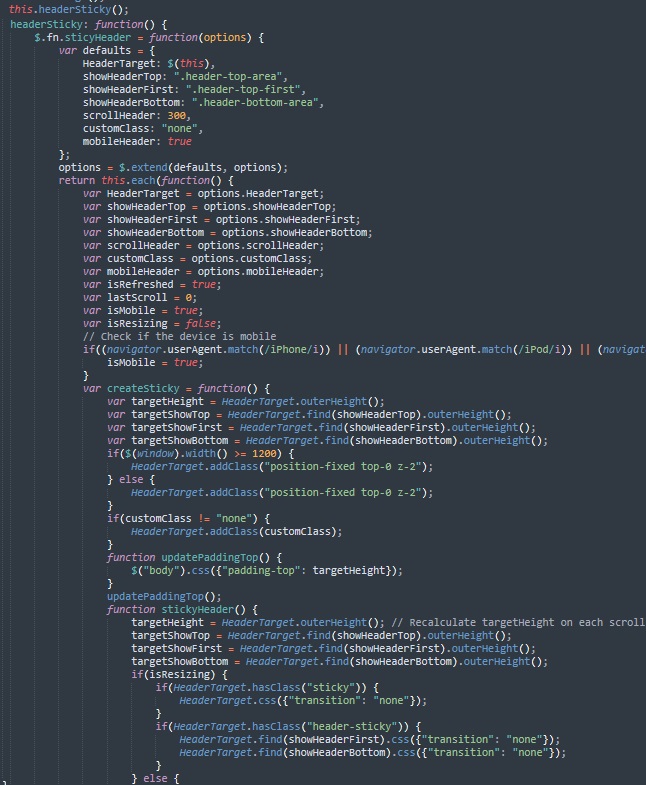 this.headerSticky();
headerSticky: function() {
$.fn.sticyHeader = function(options) {
var defaults = {
HeaderTarget: $(this),
showHeaderTop: ".header-top-area",
showHeaderFirst: ".header-top-first",
showHeaderBottom: ".header-bottom-area",
scrollHeader: 300,
customClass: "none",
mobileHeader: true
};
options = $.extend(defaults, options);
return this.each(function() {
var HeaderTarget = options.HeaderTarget;
var showHeaderTop = options.showHeaderTop;
var showHeaderFirst = options.showHeaderFirst;
var showHeaderBottom = options.showHeaderBottom;
var scrollHeader = options.scrollHeader;
var customClass = options.customClass;
var mobileHeader = options.mobileHeader;
var isRefreshed = true;
var lastScroll = 0;
var isMobile = true;
var isResizing = false;
// Check if the device is mobile
if((navigator.userAgent.match(/iPhone/i)) || (navigator.userAgent.match(/iPod/i)) || (navigat
isMobile = true;
}
var createSticky = function() {
var targetHeight = HeaderTarget.outerHeight();
var targetShowTop = HeaderTarget.find(showHeaderTop).outerHeight();
var targetShowFirst = HeaderTarget.find(showHeaderFirst).outerHeight();
var targetShowBottom = HeaderTarget.find(showHeaderBottom).outerHeight();
if($(window).width() >= 1200) {
HeaderTarget.addClass("position-fixed top-0 z-2");
} else {
HeaderTarget.addClass("position-fixed top-0 z-2");
}
if(customClass != "none") {
HeaderTarget.addClass(customClass);
}
function updatePaddingTop() {
$("body").css({"padding-top": targetHeight});
}
updatePaddingTop();
function stickyHeader() {
targetHeight = HeaderTarget.outerHeight(); // Recalculate targetHeight on each scroll
targetShowTop = HeaderTarget.find(showHeaderTop).outerHeight();
targetShowFirst = HeaderTarget.find(showHeaderFirst).outerHeight();
targetShowBottom = HeaderTarget.find(showHeaderBottom).outerHeight();
if(isResizing) {
if(HeaderTarget.hasClass("sticky")) {
HeaderTarget.css({"transition": "none"});
}
if(HeaderTarget.hasClass("header-sticky")) {
HeaderTarget.find(showHeaderFirst).css({"transition": "none"});
HeaderTarget.find(showHeaderBottom).css({"transition": "none"});
}
} else {